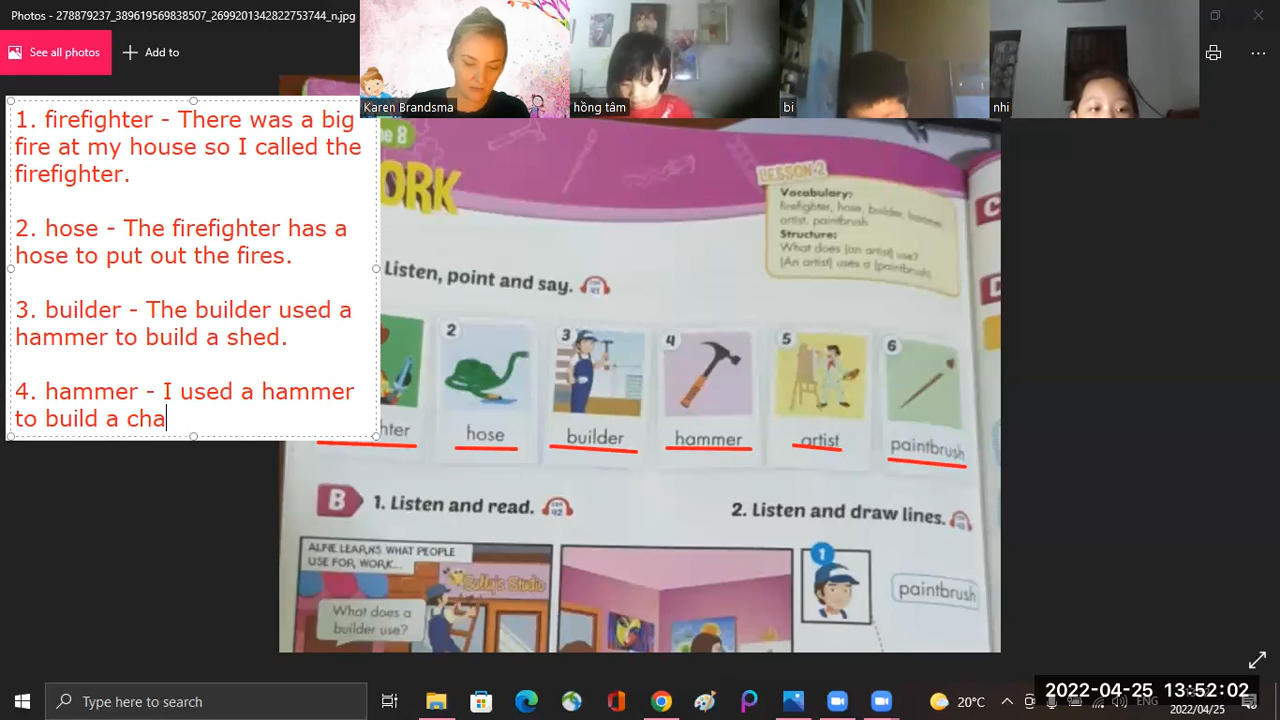 Photos - 278879237_389619569838507_2699201342822753744_n.jpg
See all photos
Add to
Karen Brandsma
hồng tâm
bi
nhi
1. firefighter - There was a big
fire at my house so I called the
firefighter.
2. hose - The firefighter has a
hose to put out the fires.
3. builder - The builder used a
hammer to build a shed.
4. hammer - I used a hammer
to build a cha
8
ORK
LESSON-2
Vocabulary:
firefighter, hose, builder, hammer
artist, paintbrush
Structure:
What does (an artist) use?
(An artist) uses a (paintbrush)
Listen, point and say.
2
3
4
5
6
hter
hose
builder
hammer
artist
paintbrush
B
1. Listen and read.
2. Listen and draw lines.
ALFIE LEARNS WHAT PEOPLE
USE FOR WORK...
What does a
builder use?
Studio
1
paintbrush
Type here to search
20°C
ENG
2022-04-25 13:52:02
2022/04/25